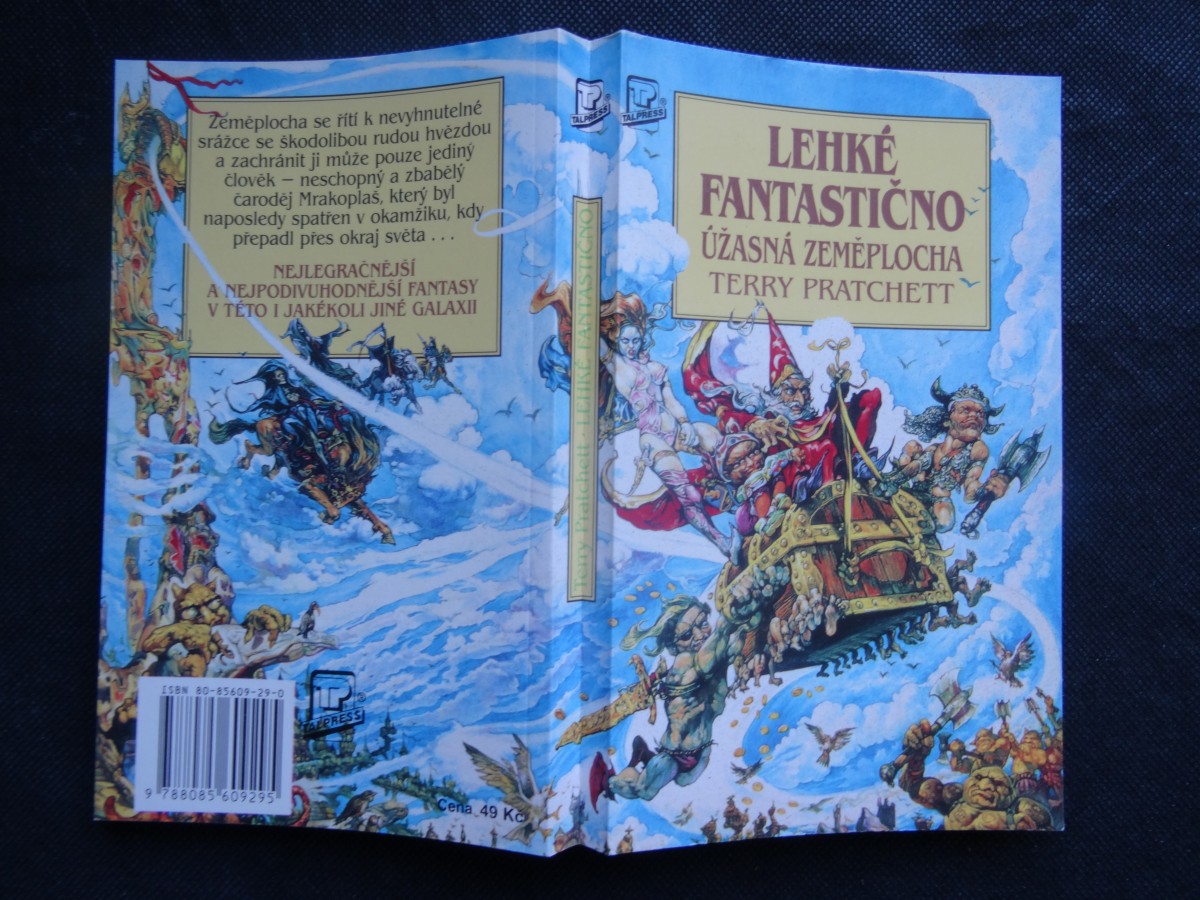 Zeměplocha se řítí k nevyhnutelné
srážce se škodolibou rudou hvězdou
a zachránit ji může pouze jediný
člověk – neschopný a zbabělý
čaroděj Mrakoplaš, který byl
naposledy spatřen v okamžiku, kdy
přepadl přes okraj světa . . .
NEJLEGRAČNĚJŠÍ
A NEJPODIVUHODNĚJŠÍ FANTASY
V TÉTO I JAKÉKOLI JINÉ GALAXII
ISBN 80-85609-29-0
9 788085 609295
TP ®
TALPRESS
Cena 49 Kč
TP ®
TALPRESS
Terry Pratchett - LEHKÉ FANTASTIČNO
TP ®
TALPRESS
LEHKÉ
FANTASTIČNO
ÚŽASNÁ ZEMĚPLOCHA
TERRY PRATCHETT